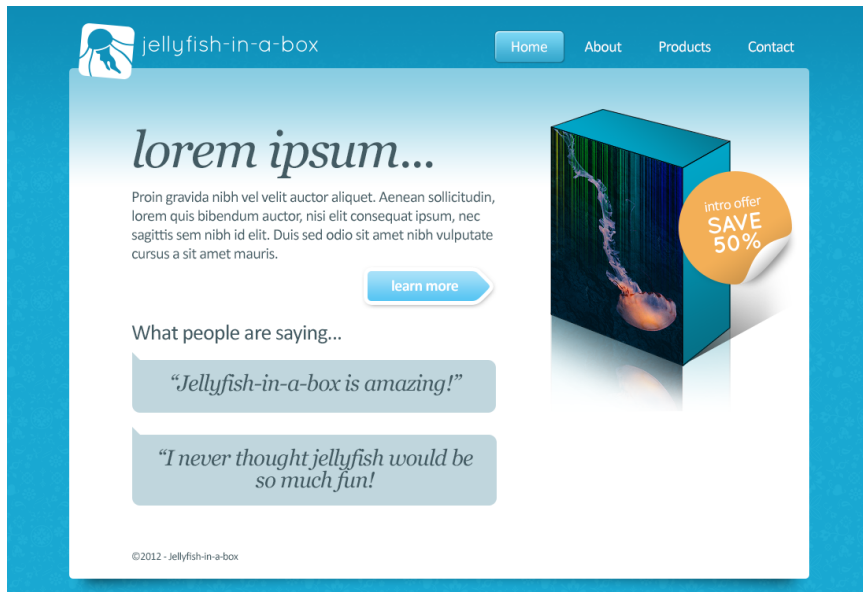 jellyfish-in-a-box
Home
About
Products
Contact
lorem ipsum...
Proin gravida nibh vel velit auctor aliquet. Aenean sollicitudin,
lorem quis bibendum auctor, nisi elit consequat ipsum, nec
sagittis sem nibh id elit. Duis sed odio sit amet nibh vulputate
cursus a sit amet mauris.
learn more
intro offer
SAVE
50%
What people are saying...
“Jellyfish-in-a-box is amazing!”
“I never thought jellyfish would be
so much fun!
©2012 - Jellyfish-in-a-box